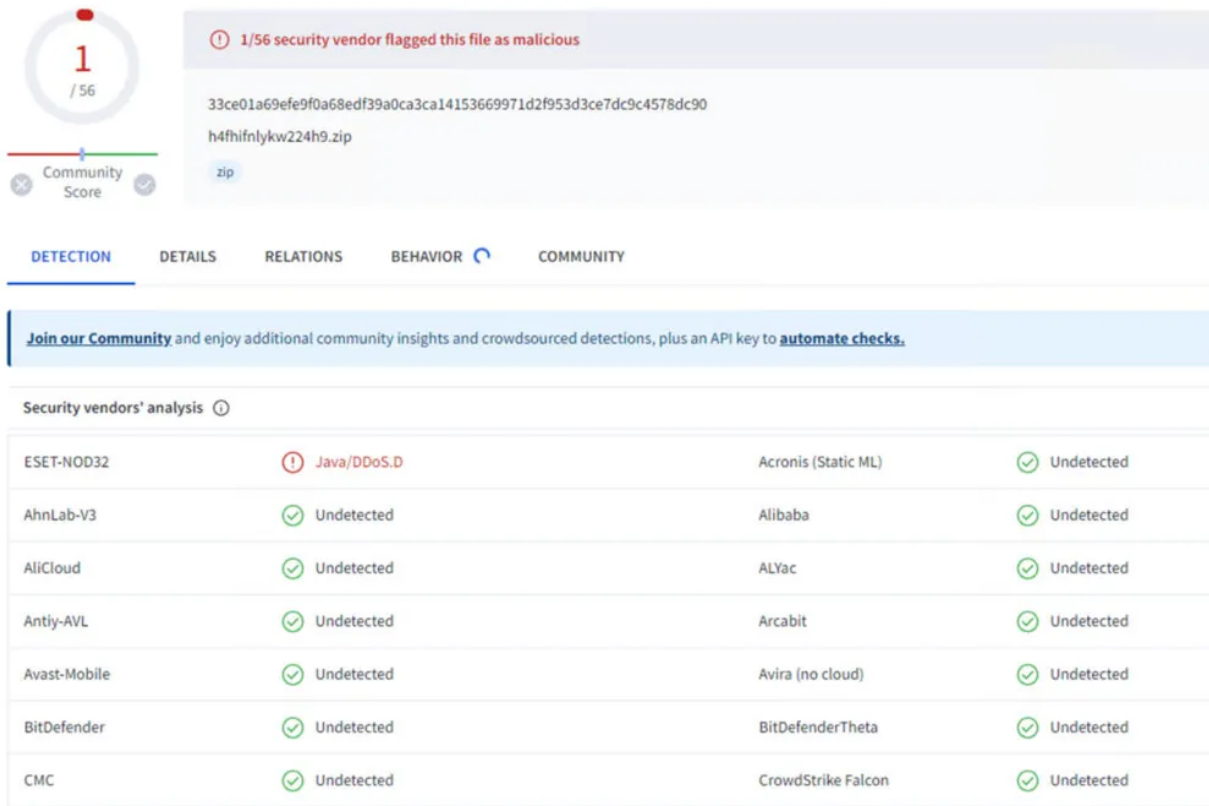 1
/ 56
Community
Score
1/56 security vendor flagged this file as malicious
33ce01a69efe9f0a68edf39a0ca3ca14153669971d2f953d3ce7dc9c4578dc90
h4fhifnlykw224h9.zip
zip
DETECTION DETAILS RELATIONS BEHAVIOR COMMUNITY
Join our Community and enjoy additional community insights and crowdsourced detections, plus an API key to automate checks.
Security vendors' analysis
ESET-NOD32 Java/DDoS.D Acronis (Static ML) Undetected
AhnLab-V3 Undetected Alibaba Undetected
AliCloud Undetected ALYac Undetected
Antiy-AVL Undetected Arcabit Undetected
Avast-Mobile Undetected Avira (no cloud) Undetected
BitDefender Undetected BitDefenderTheta Undetected
CMC Undetected CrowdStrike Falcon Undetected